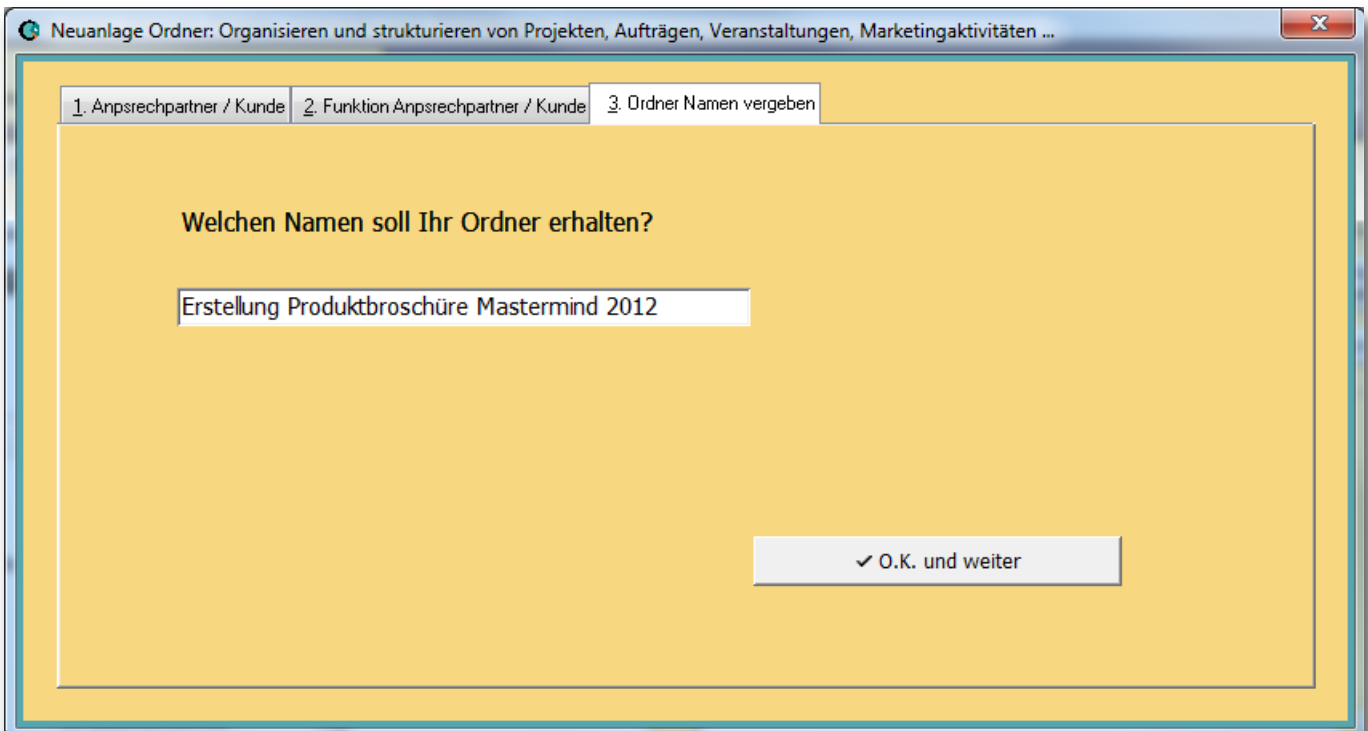 Neuanlage Ordner: Organisieren und strukturieren von Projekten, Aufträgen, Veranstaltungen, Marketingaktivitäten ...
1. Anpsrechpartner / Kunde 2. Funktion Anpsrechpartner / Kunde 3. Ordner Namen vergeben
Welchen Namen soll Ihr Ordner erhalten?
Erstellung Produktbroschüre Mastermind 2012
✓ O.K. und weiter